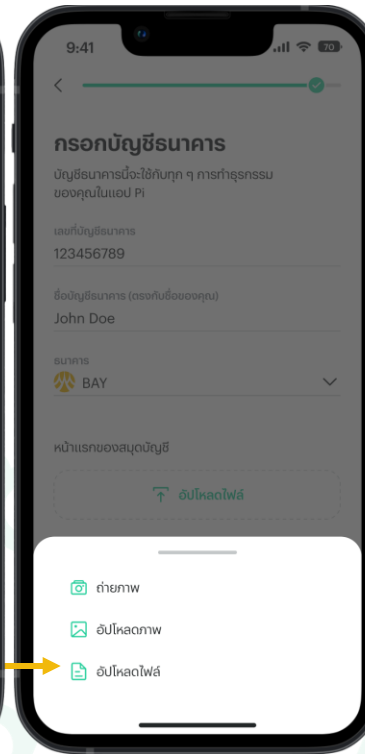 9:41
70
กรอกบัญชีธนาคาร
บัญชีธนาคารนี้จะใช้กับทุก ๆ การทำธุรกรรม
ของคุณในแอป Pi
เลขที่บัญชีธนาคาร
123456789
ชื่อบัญชีธนาคาร (ตรงกับชื่อของคุณ)
John Doe
ธนาคาร
BAY
หน้าแรกของสมุดบัญชี
อัปโหลดไฟล์
ถ่ายภาพ
อัปโหลดภาพ
อัปโหลดไฟล์